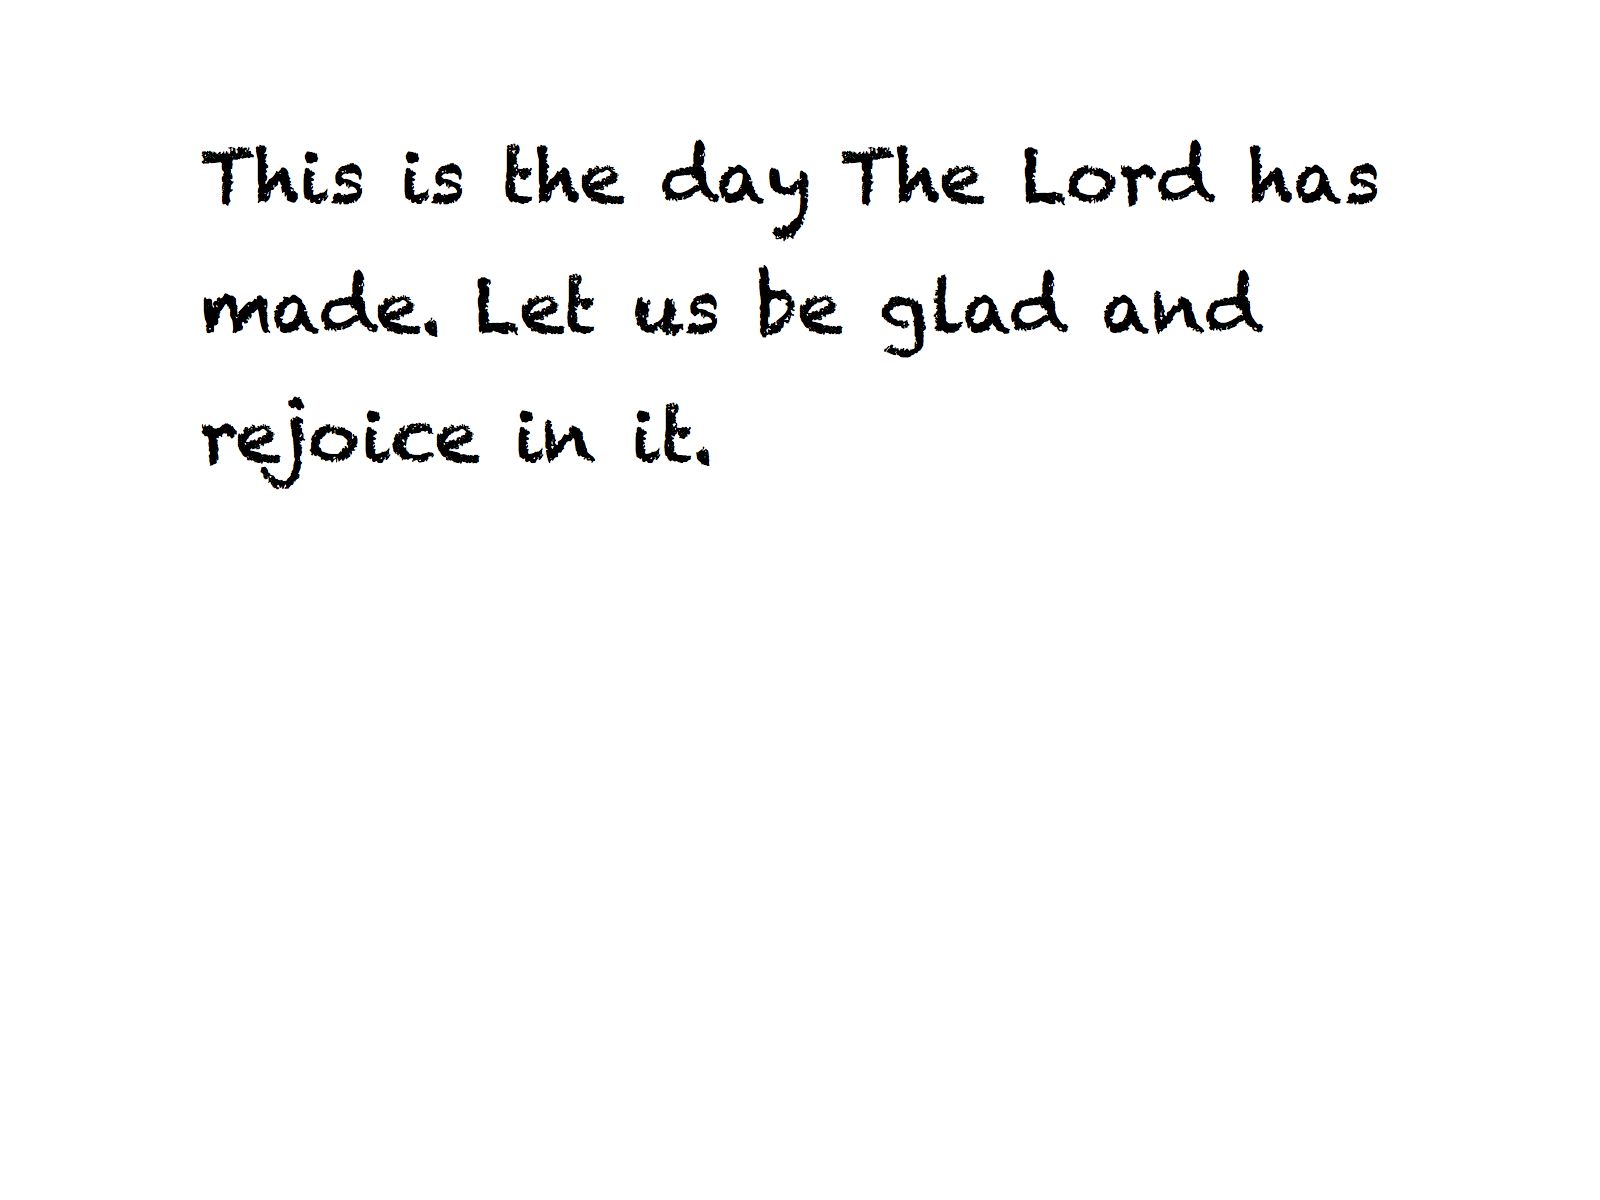 This is the day The Lord has
made. Let us be glad and
rejoice in it.